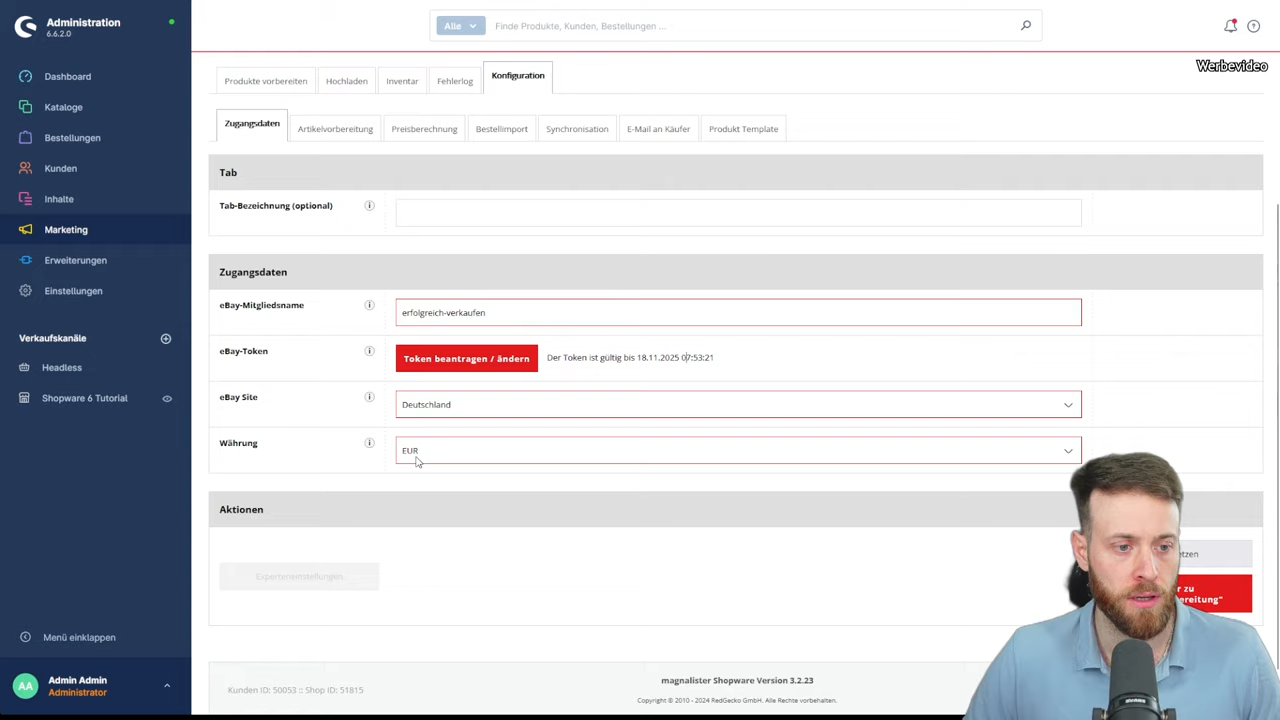 Administration
6.6.2.0
Alle
Finde Produkte, Kunden, Bestellungen ...
Werbevideo
Dashboard
Kataloge
Bestellungen
Kunden
Inhalte
Marketing
Erweiterungen
Einstellungen
Verkaufskanäle
Headless
Shopware 6 Tutorial
Menü einklappen
AA
Admin Admin
Administrator
Produkte vorbereiten
Hochladen
Inventar
Fehlerlog
Konfiguration
Zugangsdaten
Artikelvorbereitung
Preisberechnung
Bestellimport
Synchronisation
E-Mail an Käufer
Produkt Template
Tab
Tab-Bezeichnung (optional)
Zugangsdaten
eBay-Mitgliedsname
erfolgreich-verkaufen
eBay-Token
Token beantragen / ändern
Der Token ist gültig bis 18.11.2025 07:53:21
eBay Site
Deutschland
Währung
EUR
Aktionen
Experteneinstellungen...
etzen
r zu
ereitung"
Kunden ID: 50053 :: Shop ID: 51815
magnalister Shopware Version 3.2.23
Copyright © 2010 - 2024 RedGecko GmbH. Alle Rechte vorbehalten.